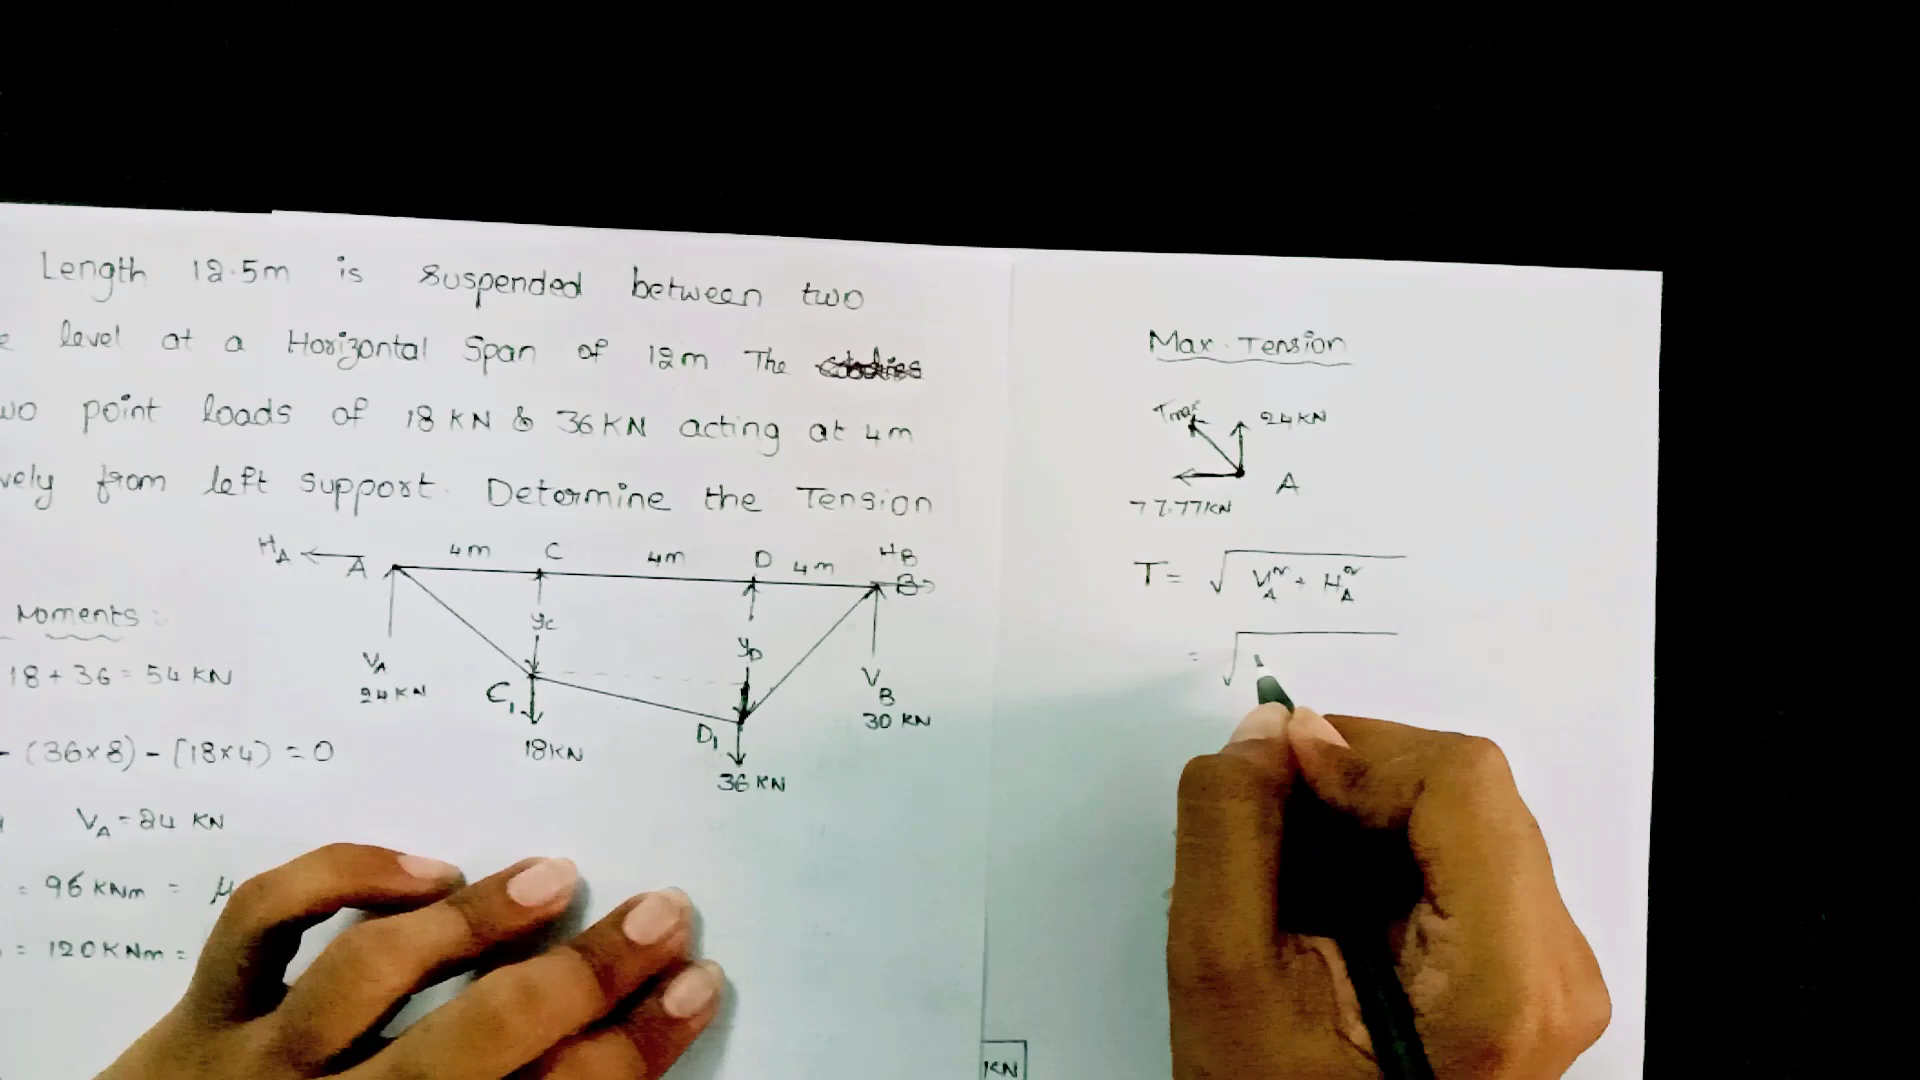 Length 12.5m is suspended between two
e level at a Horizontal Span of 12m The
wo point loads of 18 KN & 36 KN acting at 4m
vely from left support. Determine the Tension
HA A 4m C 4m D 4m HB B
Moments :
yc yD
18 + 36 = 54 KN
VA 24 KN C1 18KN D1 36 KN VB 30 KN
- (36×8) - (18×4) = 0
VA = 24 KN
= 96 KNm =
= 120 KNm =
KN
Max. Tension
Tmax 24 KN
A
77.77KN
T = √ VA² + HA²
= √